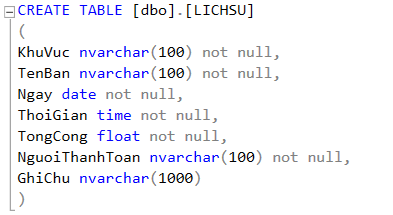 CREATE TABLE [dbo].[LICHSU]
(
KhuVuc nvarchar(100) not null,
TenBan nvarchar(100) not null,
Ngay date not null,
ThoiGian time not null,
TongCong float not null,
NguoiThanhToan nvarchar(100) not null,
GhiChu nvarchar(1000)
)